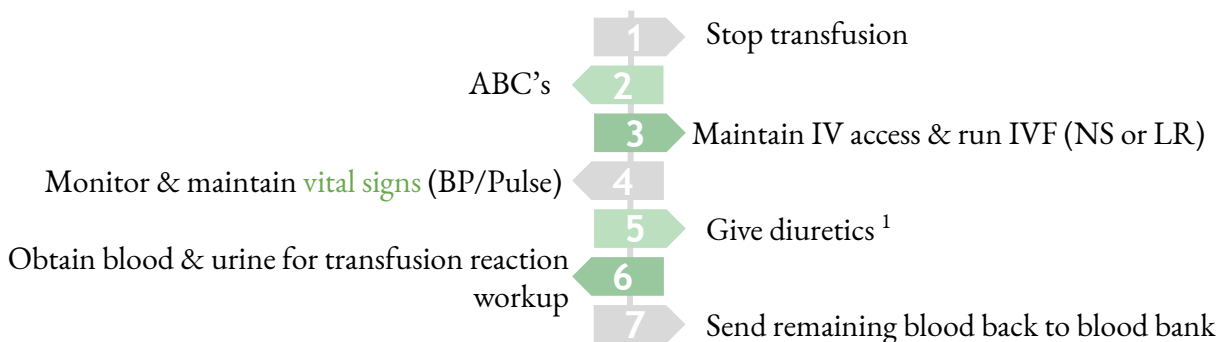 1 Stop transfusion
ABC’s 2
3 Maintain IV access & run IVF (NS or LR)
Monitor & maintain vital signs (BP/Pulse) 4
5 Give diuretics ¹
Obtain blood & urine for transfusion reaction
workup 6
7 Send remaining blood back to blood bank